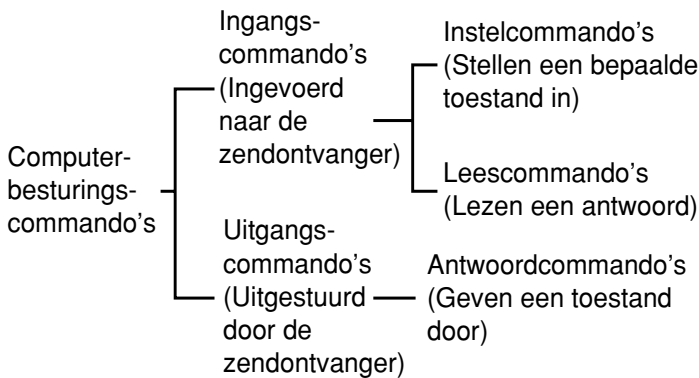 Computer-
besturings-
commando's
Ingangs-
commando's
(Ingevoerd
naar de
zendontvanger)
Instelcommando's
(Stellen een bepaalde
toestand in)
Leescommando's
(Lezen een antwoord)
Uitgangs-
commando's
(Uitgestuurd
door de
zendontvanger)
Antwoordcommando's
(Geven een toestand
door)